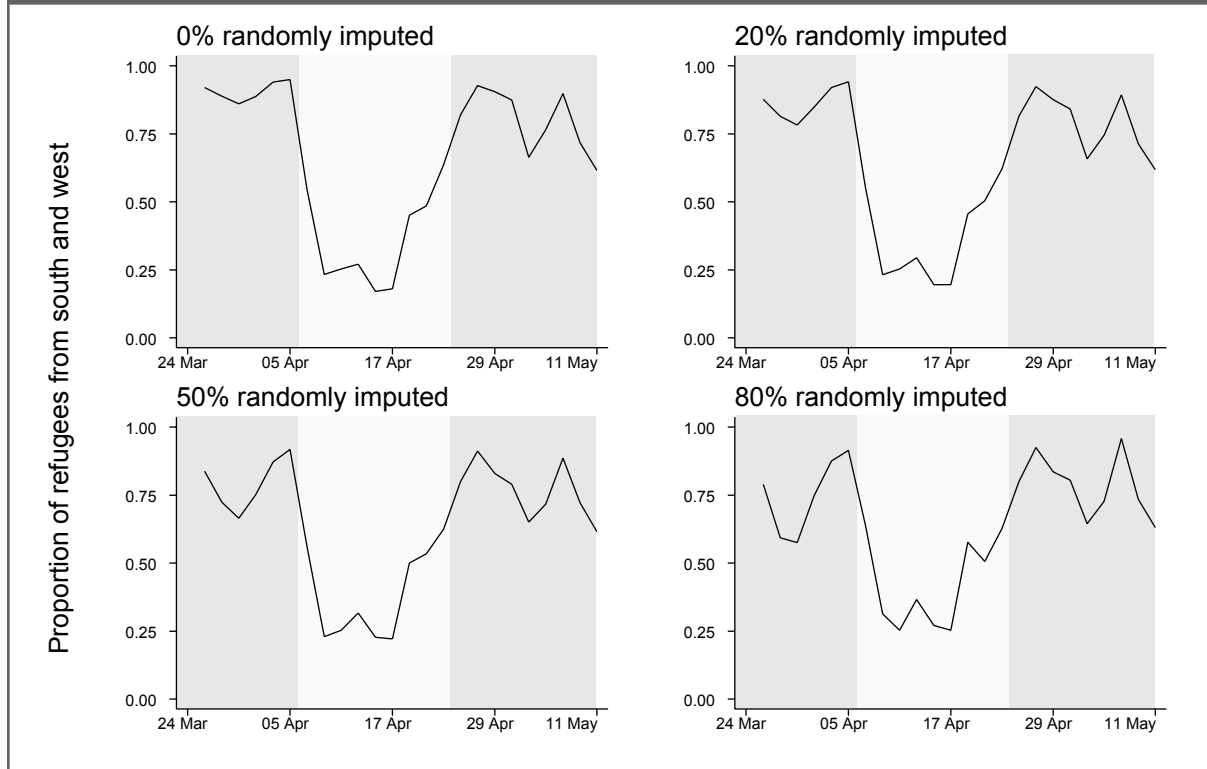 Proportion of refugees from south and west
0% randomly imputed
1.00
0.75
0.50
0.25
0.00
24 Mar 05 Apr 17 Apr 29 Apr 11 May
20% randomly imputed
1.00
0.75
0.50
0.25
0.00
24 Mar 05 Apr 17 Apr 29 Apr 11 May
50% randomly imputed
1.00
0.75
0.50
0.25
0.00
24 Mar 05 Apr 17 Apr 29 Apr 11 May
80% randomly imputed
1.00
0.75
0.50
0.25
0.00
24 Mar 05 Apr 17 Apr 29 Apr 11 May